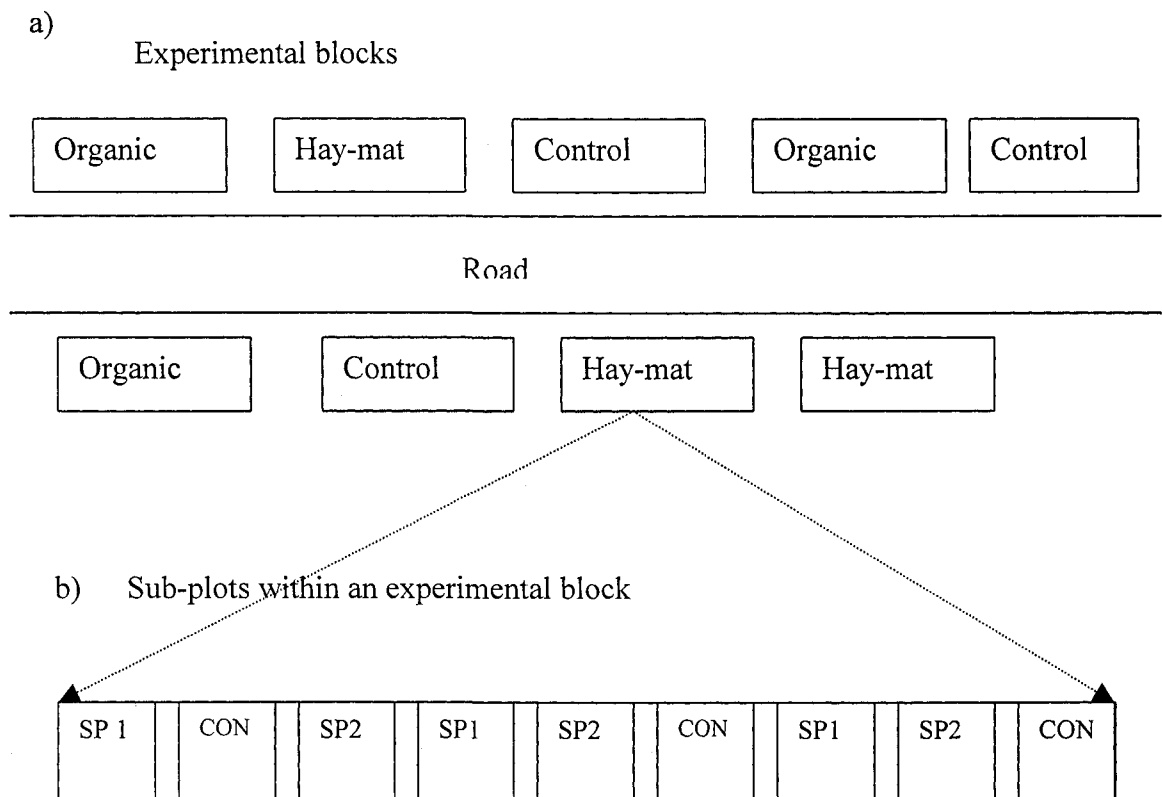 a)
Experimental blocks
Organic Hay-mat Control Organic Control
Road
Organic Control Hay-mat Hay-mat
b) Sub-plots within an experimental block
SP 1 CON SP2 SP1 SP2 CON SP1 SP2 CON